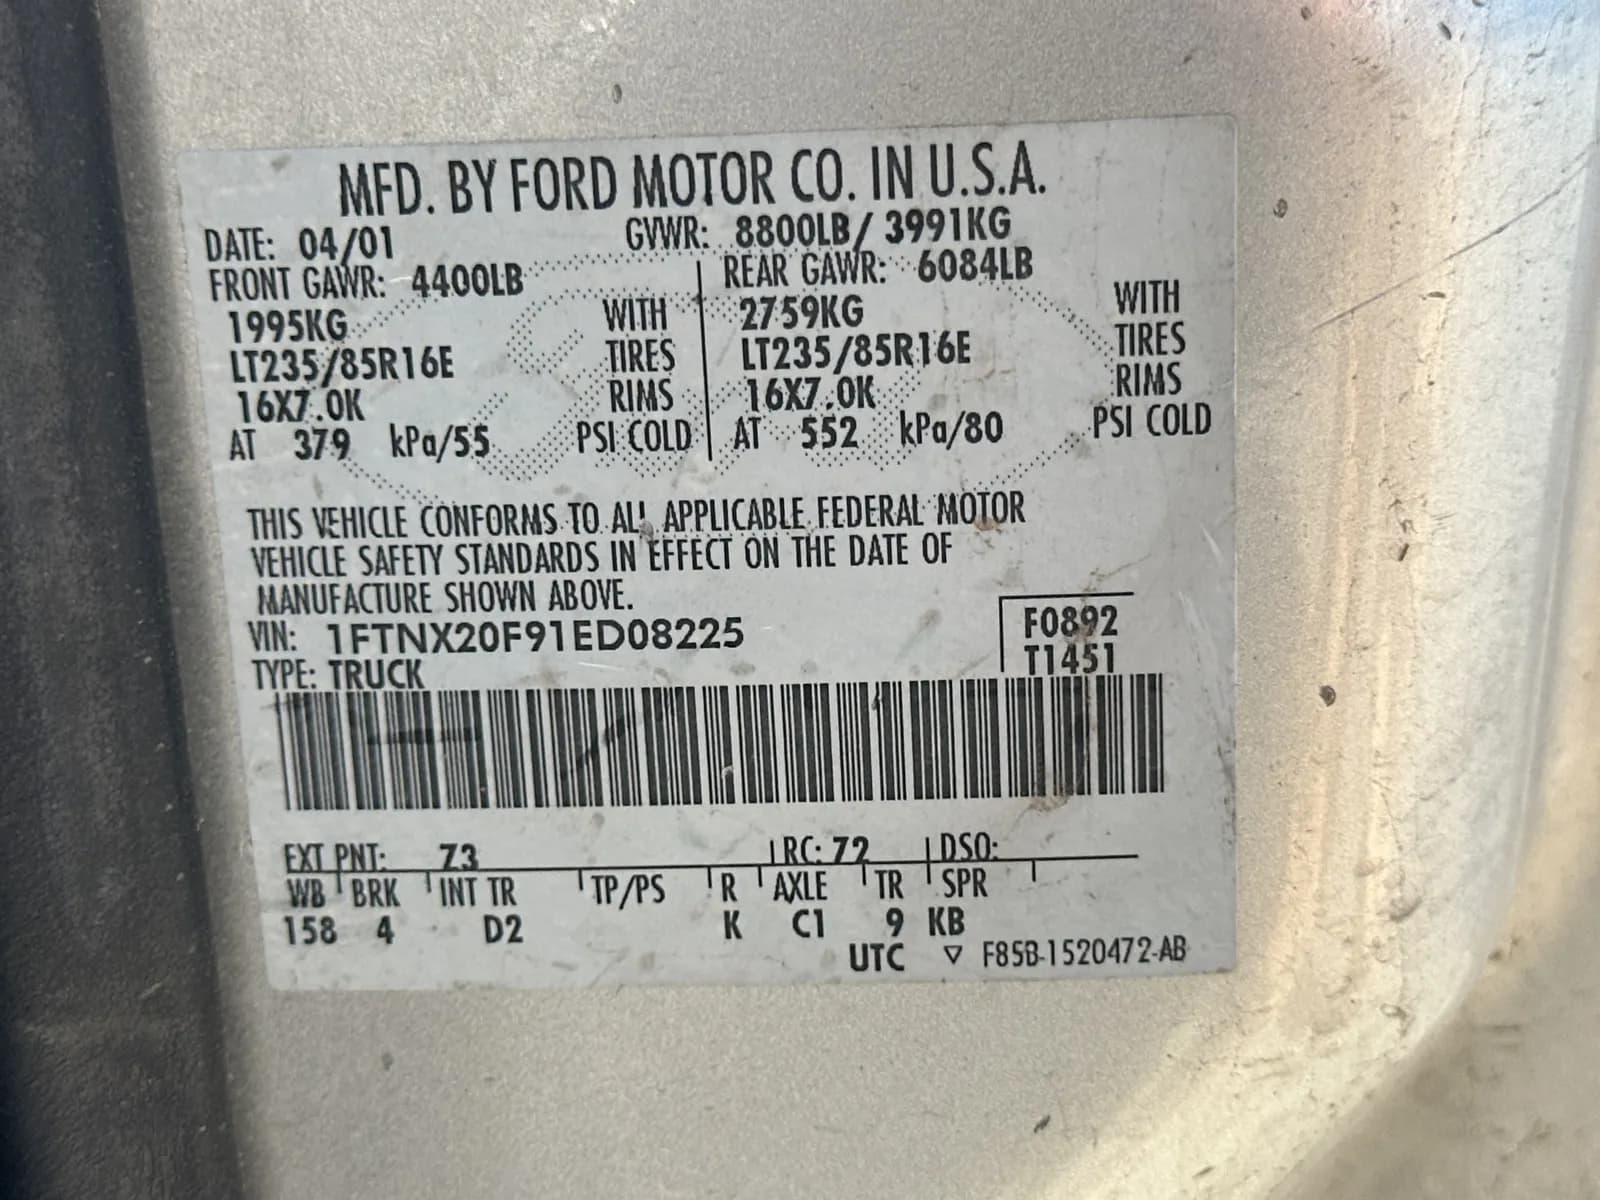 MFD. BY FORD MOTOR CO. IN U.S.A.
DATE: 04/01 GVWR: 8800LB/ 3991KG
FRONT GAWR: 4400LB REAR GAWR: 6084LB
1995KG WITH 2759KG WITH
LT235/85R16E TIRES LT235/85R16E TIRES
16X7.0K RIMS 16X7.0K RIMS
AT 379 kPa/55 PSI COLD AT 552 kPa/80 PSI COLD
THIS VEHICLE CONFORMS TO ALL APPLICABLE FEDERAL MOTOR
VEHICLE SAFETY STANDARDS IN EFFECT ON THE DATE OF
MANUFACTURE SHOWN ABOVE.
VIN: 1FTNX20F91ED08225 F0892
TYPE: TRUCK T1451
EXT PNT: Z3 RC: 72 DSO:
WB BRK INT TR TP/PS R AXLE TR SPR
158 4 D2 K C1 9 KB
UTC ▽ F85B-1520472-AB